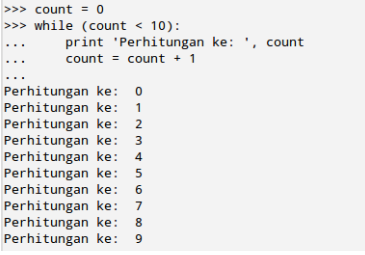 >>> count = 0
>>> while (count < 10):
...     print 'Perhitungan ke: ', count
...     count = count + 1
...
Perhitungan ke:  0
Perhitungan ke:  1
Perhitungan ke:  2
Perhitungan ke:  3
Perhitungan ke:  4
Perhitungan ke:  5
Perhitungan ke:  6
Perhitungan ke:  7
Perhitungan ke:  8
Perhitungan ke:  9